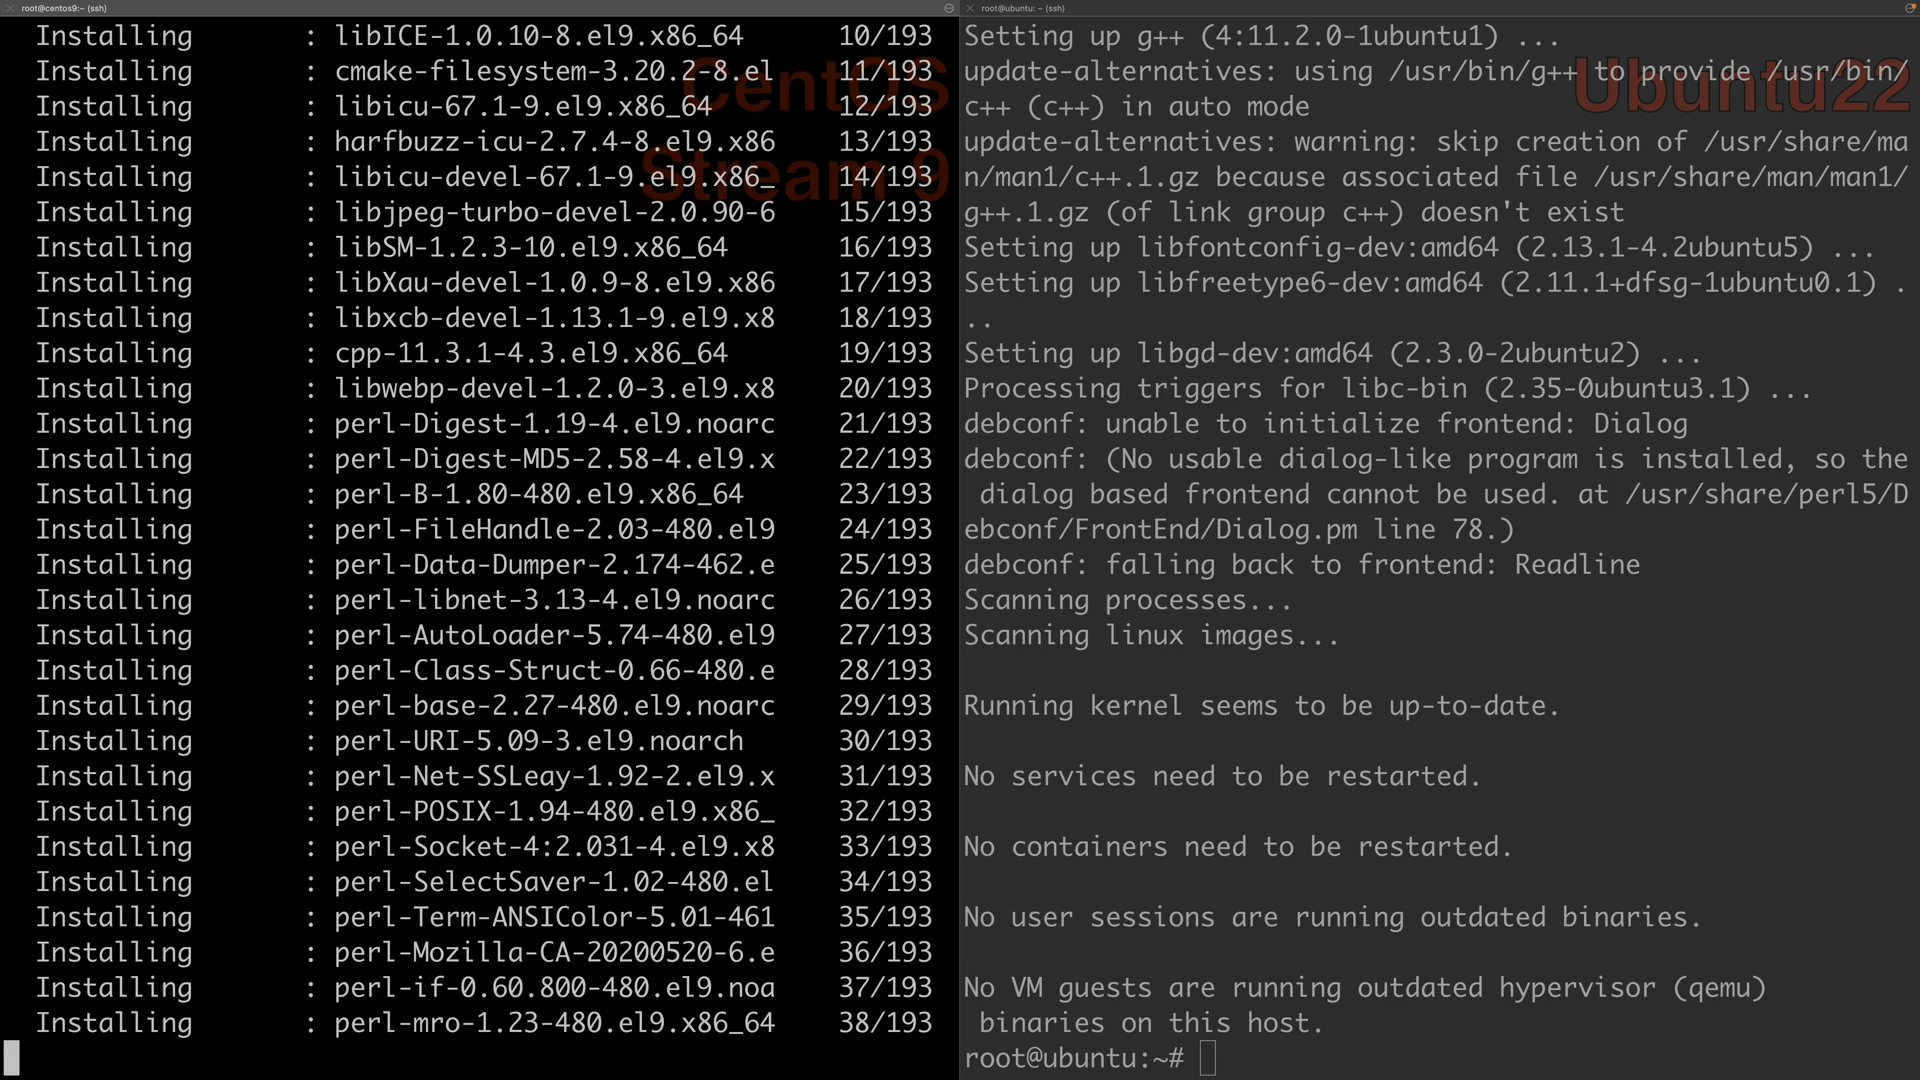 root@centos9:~ (ssh)
Installing : libICE-1.0.10-8.el9.x86_64 10/193
Installing : cmake-filesystem-3.20.2-8.el 11/193
Installing : libicu-67.1-9.el9.x86_64 12/193
Installing : harfbuzz-icu-2.7.4-8.el9.x86 13/193
Installing : libicu-devel-67.1-9.el9.x86_ 14/193
Installing : libjpeg-turbo-devel-2.0.90-6 15/193
Installing : libSM-1.2.3-10.el9.x86_64 16/193
Installing : libXau-devel-1.0.9-8.el9.x86 17/193
Installing : libxcb-devel-1.13.1-9.el9.x8 18/193
Installing : cpp-11.3.1-4.3.el9.x86_64 19/193
Installing : libwebp-devel-1.2.0-3.el9.x8 20/193
Installing : perl-Digest-1.19-4.el9.noarc 21/193
Installing : perl-Digest-MD5-2.58-4.el9.x 22/193
Installing : perl-B-1.80-480.el9.x86_64 23/193
Installing : perl-FileHandle-2.03-480.el9 24/193
Installing : perl-Data-Dumper-2.174-462.e 25/193
Installing : perl-libnet-3.13-4.el9.noarc 26/193
Installing : perl-AutoLoader-5.74-480.el9 27/193
Installing : perl-Class-Struct-0.66-480.e 28/193
Installing : perl-base-2.27-480.el9.noarc 29/193
Installing : perl-URI-5.09-3.el9.noarch 30/193
Installing : perl-Net-SSLeay-1.92-2.el9.x 31/193
Installing : perl-POSIX-1.94-480.el9.x86_ 32/193
Installing : perl-Socket-4:2.031-4.el9.x8 33/193
Installing : perl-SelectSaver-1.02-480.el 34/193
Installing : perl-Term-ANSIColor-5.01-461 35/193
Installing : perl-Mozilla-CA-20200520-6.e 36/193
Installing : perl-if-0.60.800-480.el9.noa 37/193
Installing : perl-mro-1.23-480.el9.x86_64 38/193
CentOS
Stream 9
root@ubuntu: ~ (ssh)
Setting up g++ (4:11.2.0-1ubuntu1) ...
update-alternatives: using /usr/bin/g++ to provide /usr/bin/
c++ (c++) in auto mode
update-alternatives: warning: skip creation of /usr/share/ma
n/man1/c++.1.gz because associated file /usr/share/man/man1/
g++.1.gz (of link group c++) doesn't exist
Setting up libfontconfig-dev:amd64 (2.13.1-4.2ubuntu5) ...
Setting up libfreetype6-dev:amd64 (2.11.1+dfsg-1ubuntu0.1) .
..
Setting up libgd-dev:amd64 (2.3.0-2ubuntu2) ...
Processing triggers for libc-bin (2.35-0ubuntu3.1) ...
debconf: unable to initialize frontend: Dialog
debconf: (No usable dialog-like program is installed, so the
 dialog based frontend cannot be used. at /usr/share/perl5/D
ebconf/FrontEnd/Dialog.pm line 78.)
debconf: falling back to frontend: Readline
Scanning processes...
Scanning linux images...
Running kernel seems to be up-to-date.
No services need to be restarted.
No containers need to be restarted.
No user sessions are running outdated binaries.
No VM guests are running outdated hypervisor (qemu)
 binaries on this host.
root@ubuntu:~#
Ubuntu22